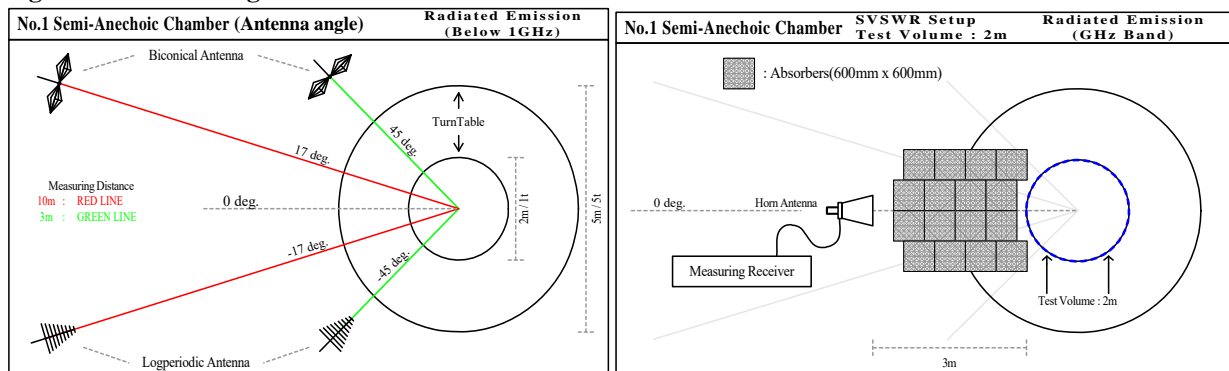 No.1 Semi-Anechoic Chamber (Antenna angle)
Radiated Emission
(Below 1GHz)
Biconical Antenna
TurnTable
45 deg.
17 deg.
Measuring Distance
10m : RED LINE
3m : GREEN LINE
0 deg.
2m / 1t
5m / 5t
-17 deg.
-45 deg.
Logperiodic Antenna
No.1 Semi-Anechoic Chamber
SVSWR Setup
Test Volume : 2m
Radiated Emission
(GHz Band)
: Absorbers(600mm x 600mm)
0 deg.
Horn Antenna
Measuring Receiver
Test Volume : 2m
3m